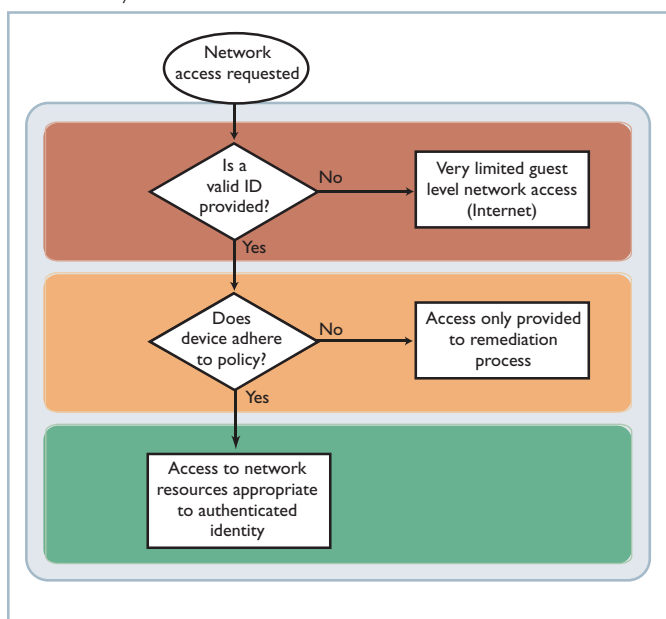 Network
access requested
Is a
valid ID
provided?
No
Very limited guest
level network access
(Internet)
Yes
Does
device adhere
to policy?
No
Access only provided
to remediation
process
Yes
Access to network
resources appropriate
to authenticated
identity